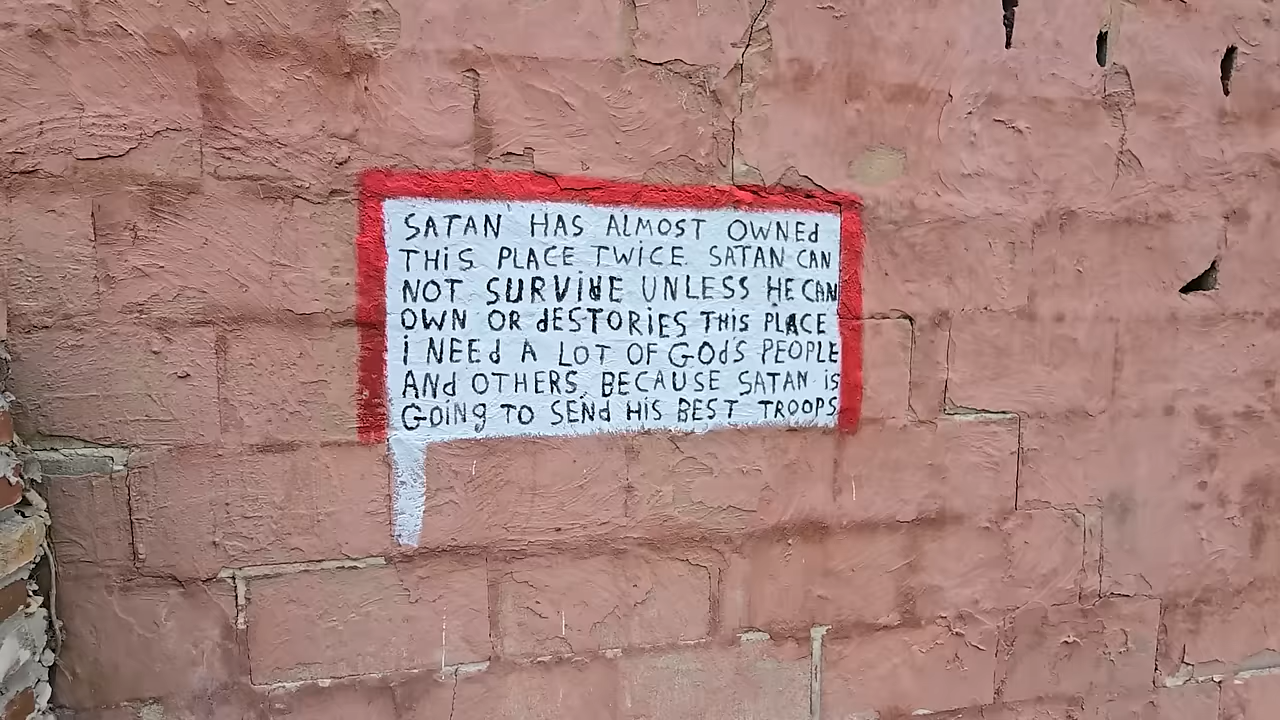 SATAN HAS ALMOST OWNEd
THiS PLACE TWiCE. SATAN CAN
NOT SURViVE UNLESS HE CAN
OWN OR dESTORiES THiS PLACE
i NEEd A LOT OF GOdS PEOPLE
ANd OTHERS. BECAUSE SATAN iS
GOiNg TO SENd HiS BEST TROOPS